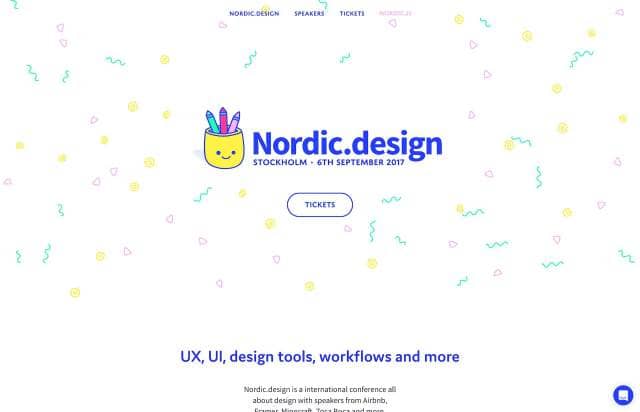 NORDIC.DESIGN SPEAKERS TICKETS NORDIC.JS
Nordic.design
STOCKHOLM · 6TH SEPTEMBER 2017
TICKETS
UX, UI, design tools, workflows and more
Nordic.design is a international conference all
about design with speakers from Airbnb,
Framer, Minecraft, Toca Boca and more.